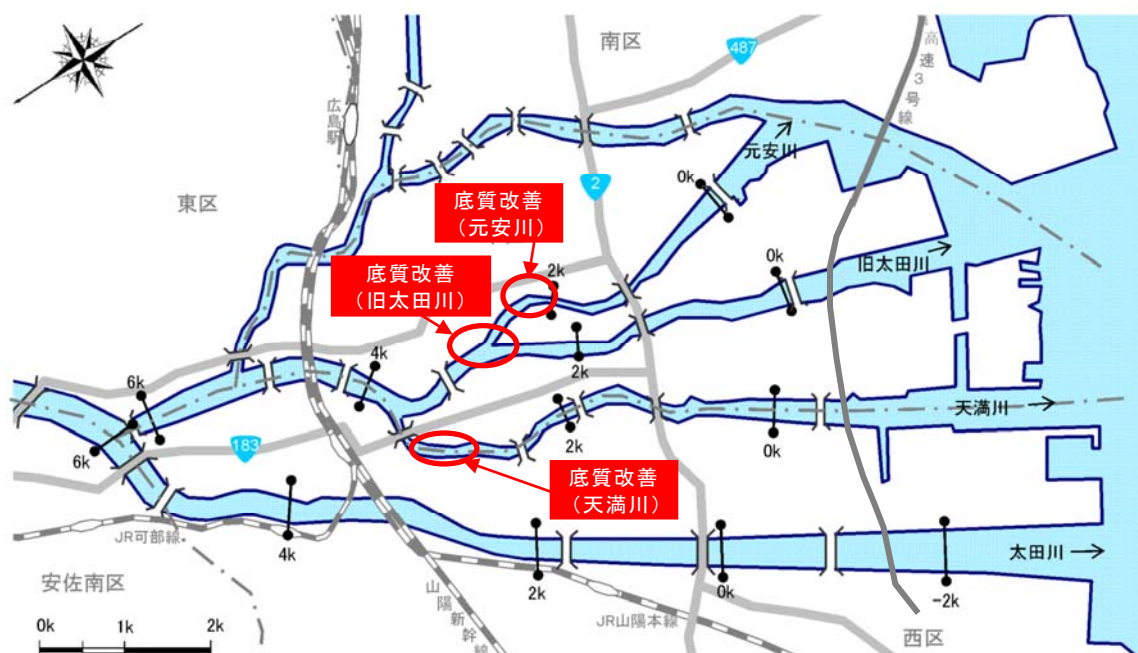 南区
487
高速3号線
広島駅
元安川
0k
2
東区
底質改善
（元安川）
2k
底質改善
（旧太田川）
0k
旧太田川
4k
2k
6k
天満川
183
2k
0k
6k
底質改善
（天満川）
太田川
JR可部線
4k
安佐南区
山陽新幹線
2k
JR山陽本線
0k
-2k
西区
0k
1k
2k